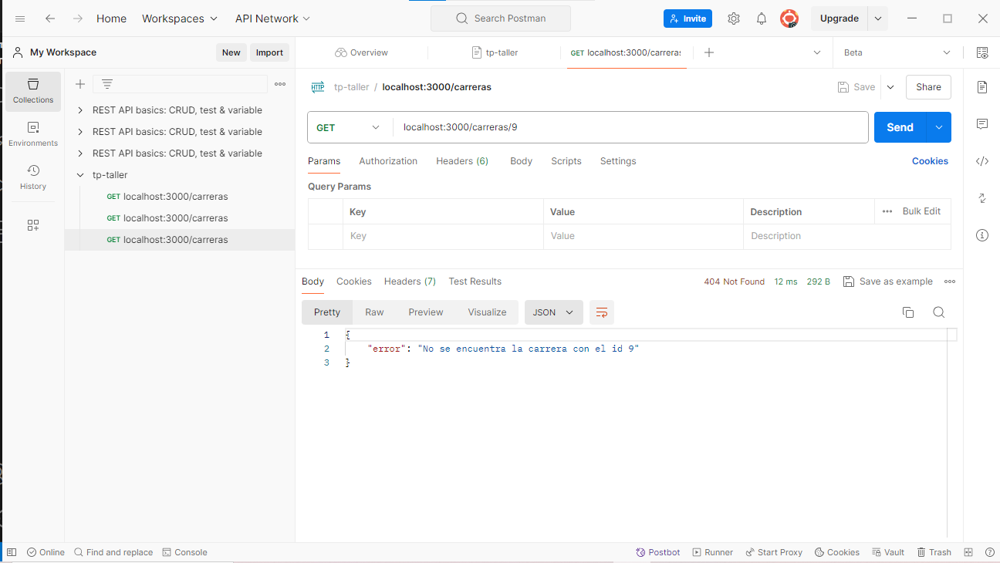 Home Workspaces API Network Search Postman Invite Upgrade
My Workspace New Import Overview tp-taller GET localhost:3000/carreras Beta
Collections
Environments
History
REST API basics: CRUD, test & variable
REST API basics: CRUD, test & variable
REST API basics: CRUD, test & variable
tp-taller
GET localhost:3000/carreras
GET localhost:3000/carreras
GET localhost:3000/carreras
HTTP tp-taller / localhost:3000/carreras Save Share
GET localhost:3000/carreras/9 Send
Params Authorization Headers (6) Body Scripts Settings Cookies
Query Params
Key Value Description Bulk Edit
Key Value Description
Body Cookies Headers (7) Test Results 404 Not Found 12 ms 292 B Save as example
Pretty Raw Preview Visualize JSON
1 {
2 "error": "No se encuentra la carrera con el id 9"
3 }
Online Find and replace Console Postbot Runner Start Proxy Cookies Vault Trash